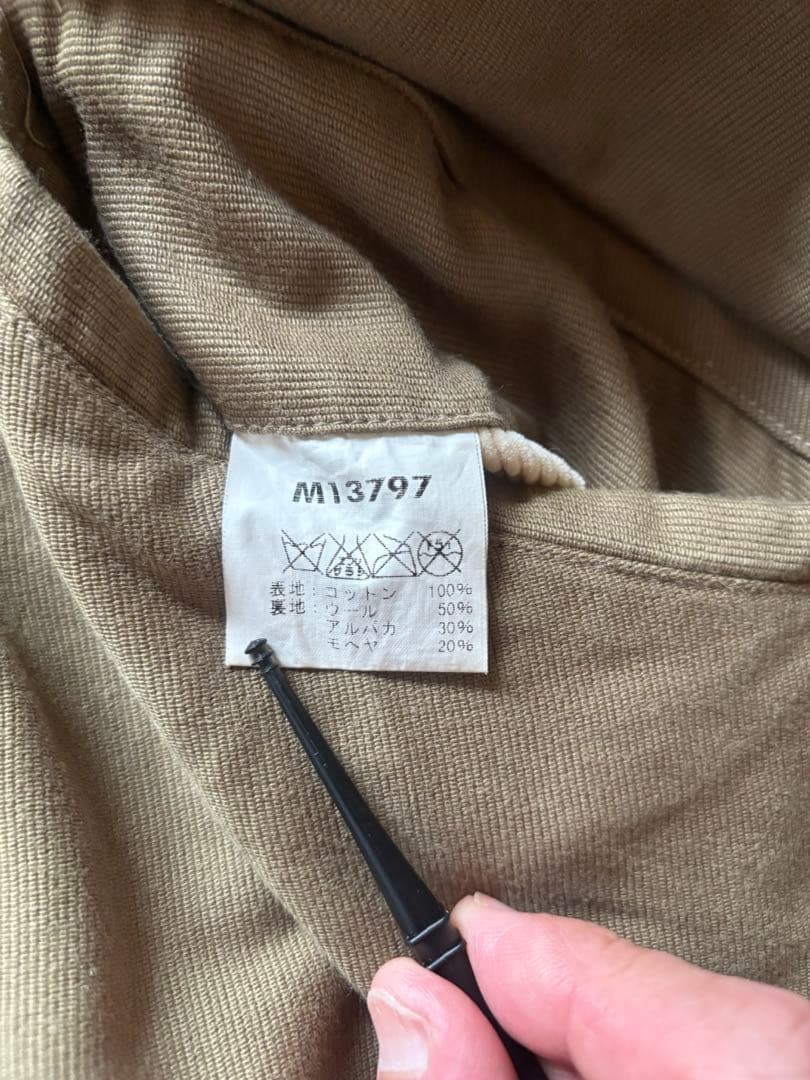 M13797
表地：コットン 100%
裏地：ウール 50%
アルパカ 30%
モヘヤ 20%